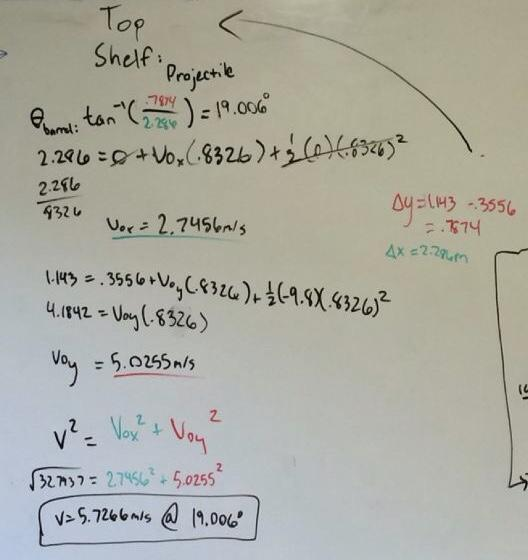 Top
Shelf: Projectile
θbarrel: tan⁻¹(.7874/2.286) = 19.006°
2.286 = 0 + Vox(.8326) + ½(0)(.8326)²
2.286
8326
Vox = 2.7456m/s
Δy = 1.143 - .3556
= .7874
Δx = 2.286m
1.143 = .3556 + Voy(.8326) + ½(-9.8)(.8326)²
4.1842 = Voy(.8326)
Voy = 5.0255m/s
V² = Vox² + Voy²
√32.7937 = 2.7456² + 5.0255²
V = 5.7266m/s @ 19.006°